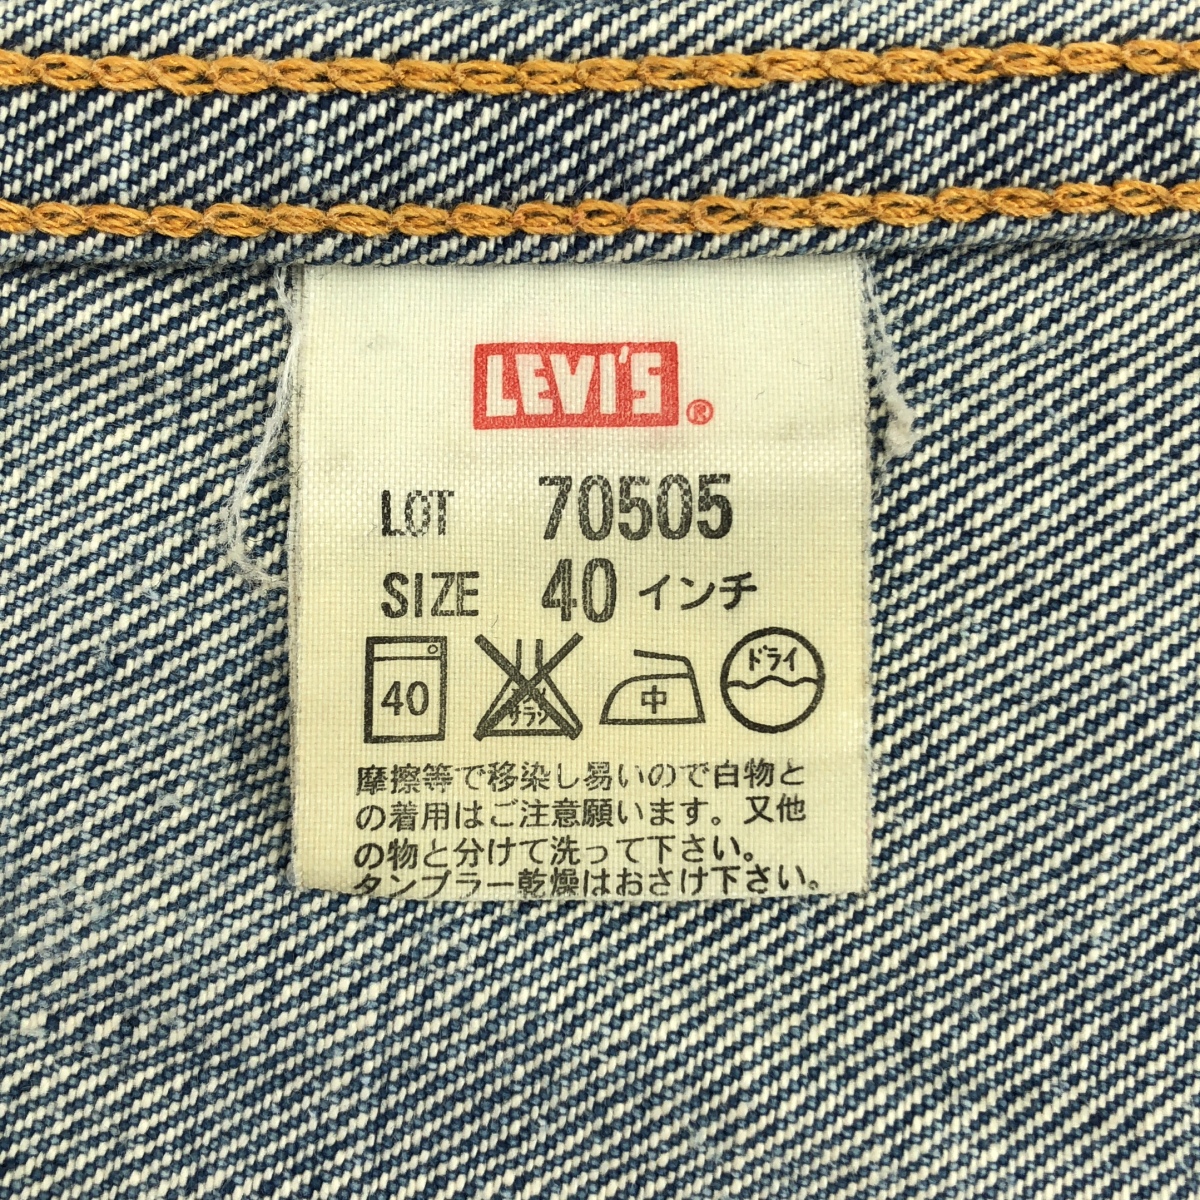 LEVI'S®
LOT 70505
SIZE 40 インチ
40 サラシ 中 ドライ
摩擦等で移染し易いので白物と
の着用はご注意願います。又他
の物と分けて洗って下さい。
タンブラー乾燥はおさけ下さい。